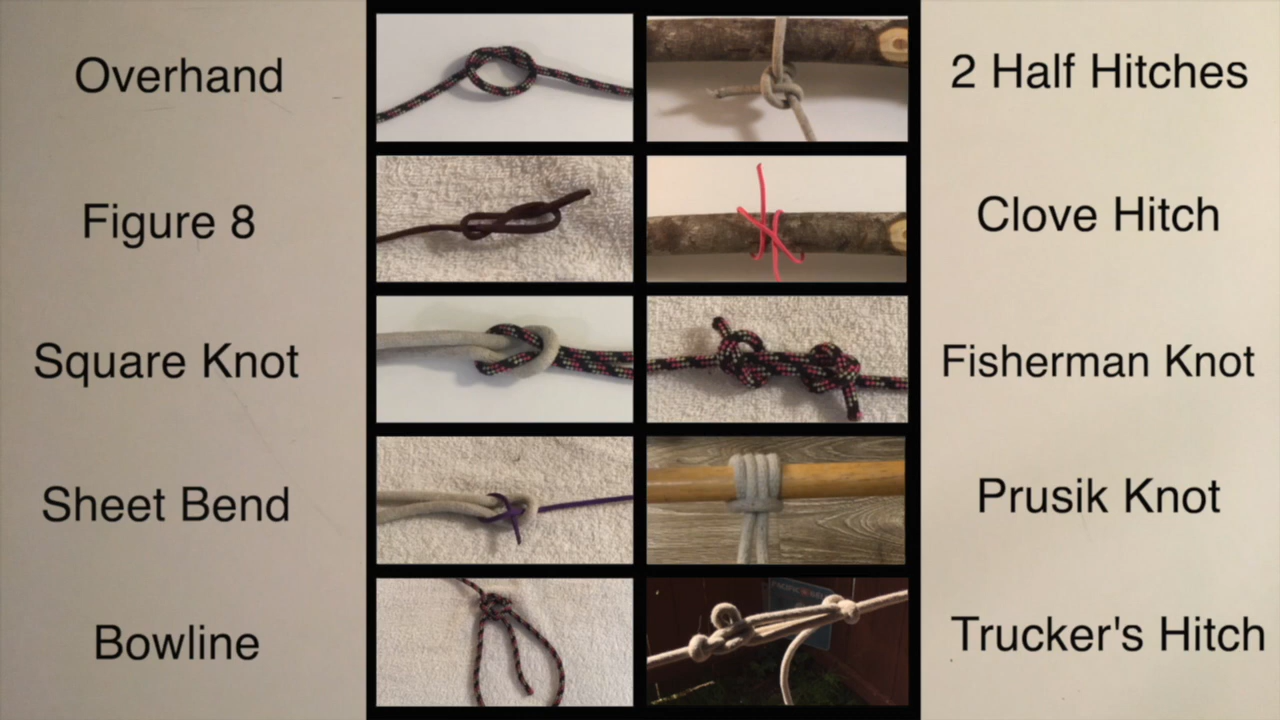 Overhand
2 Half Hitches
Figure 8
Clove Hitch
Square Knot
Fisherman Knot
Sheet Bend
Prusik Knot
Bowline
Trucker's Hitch